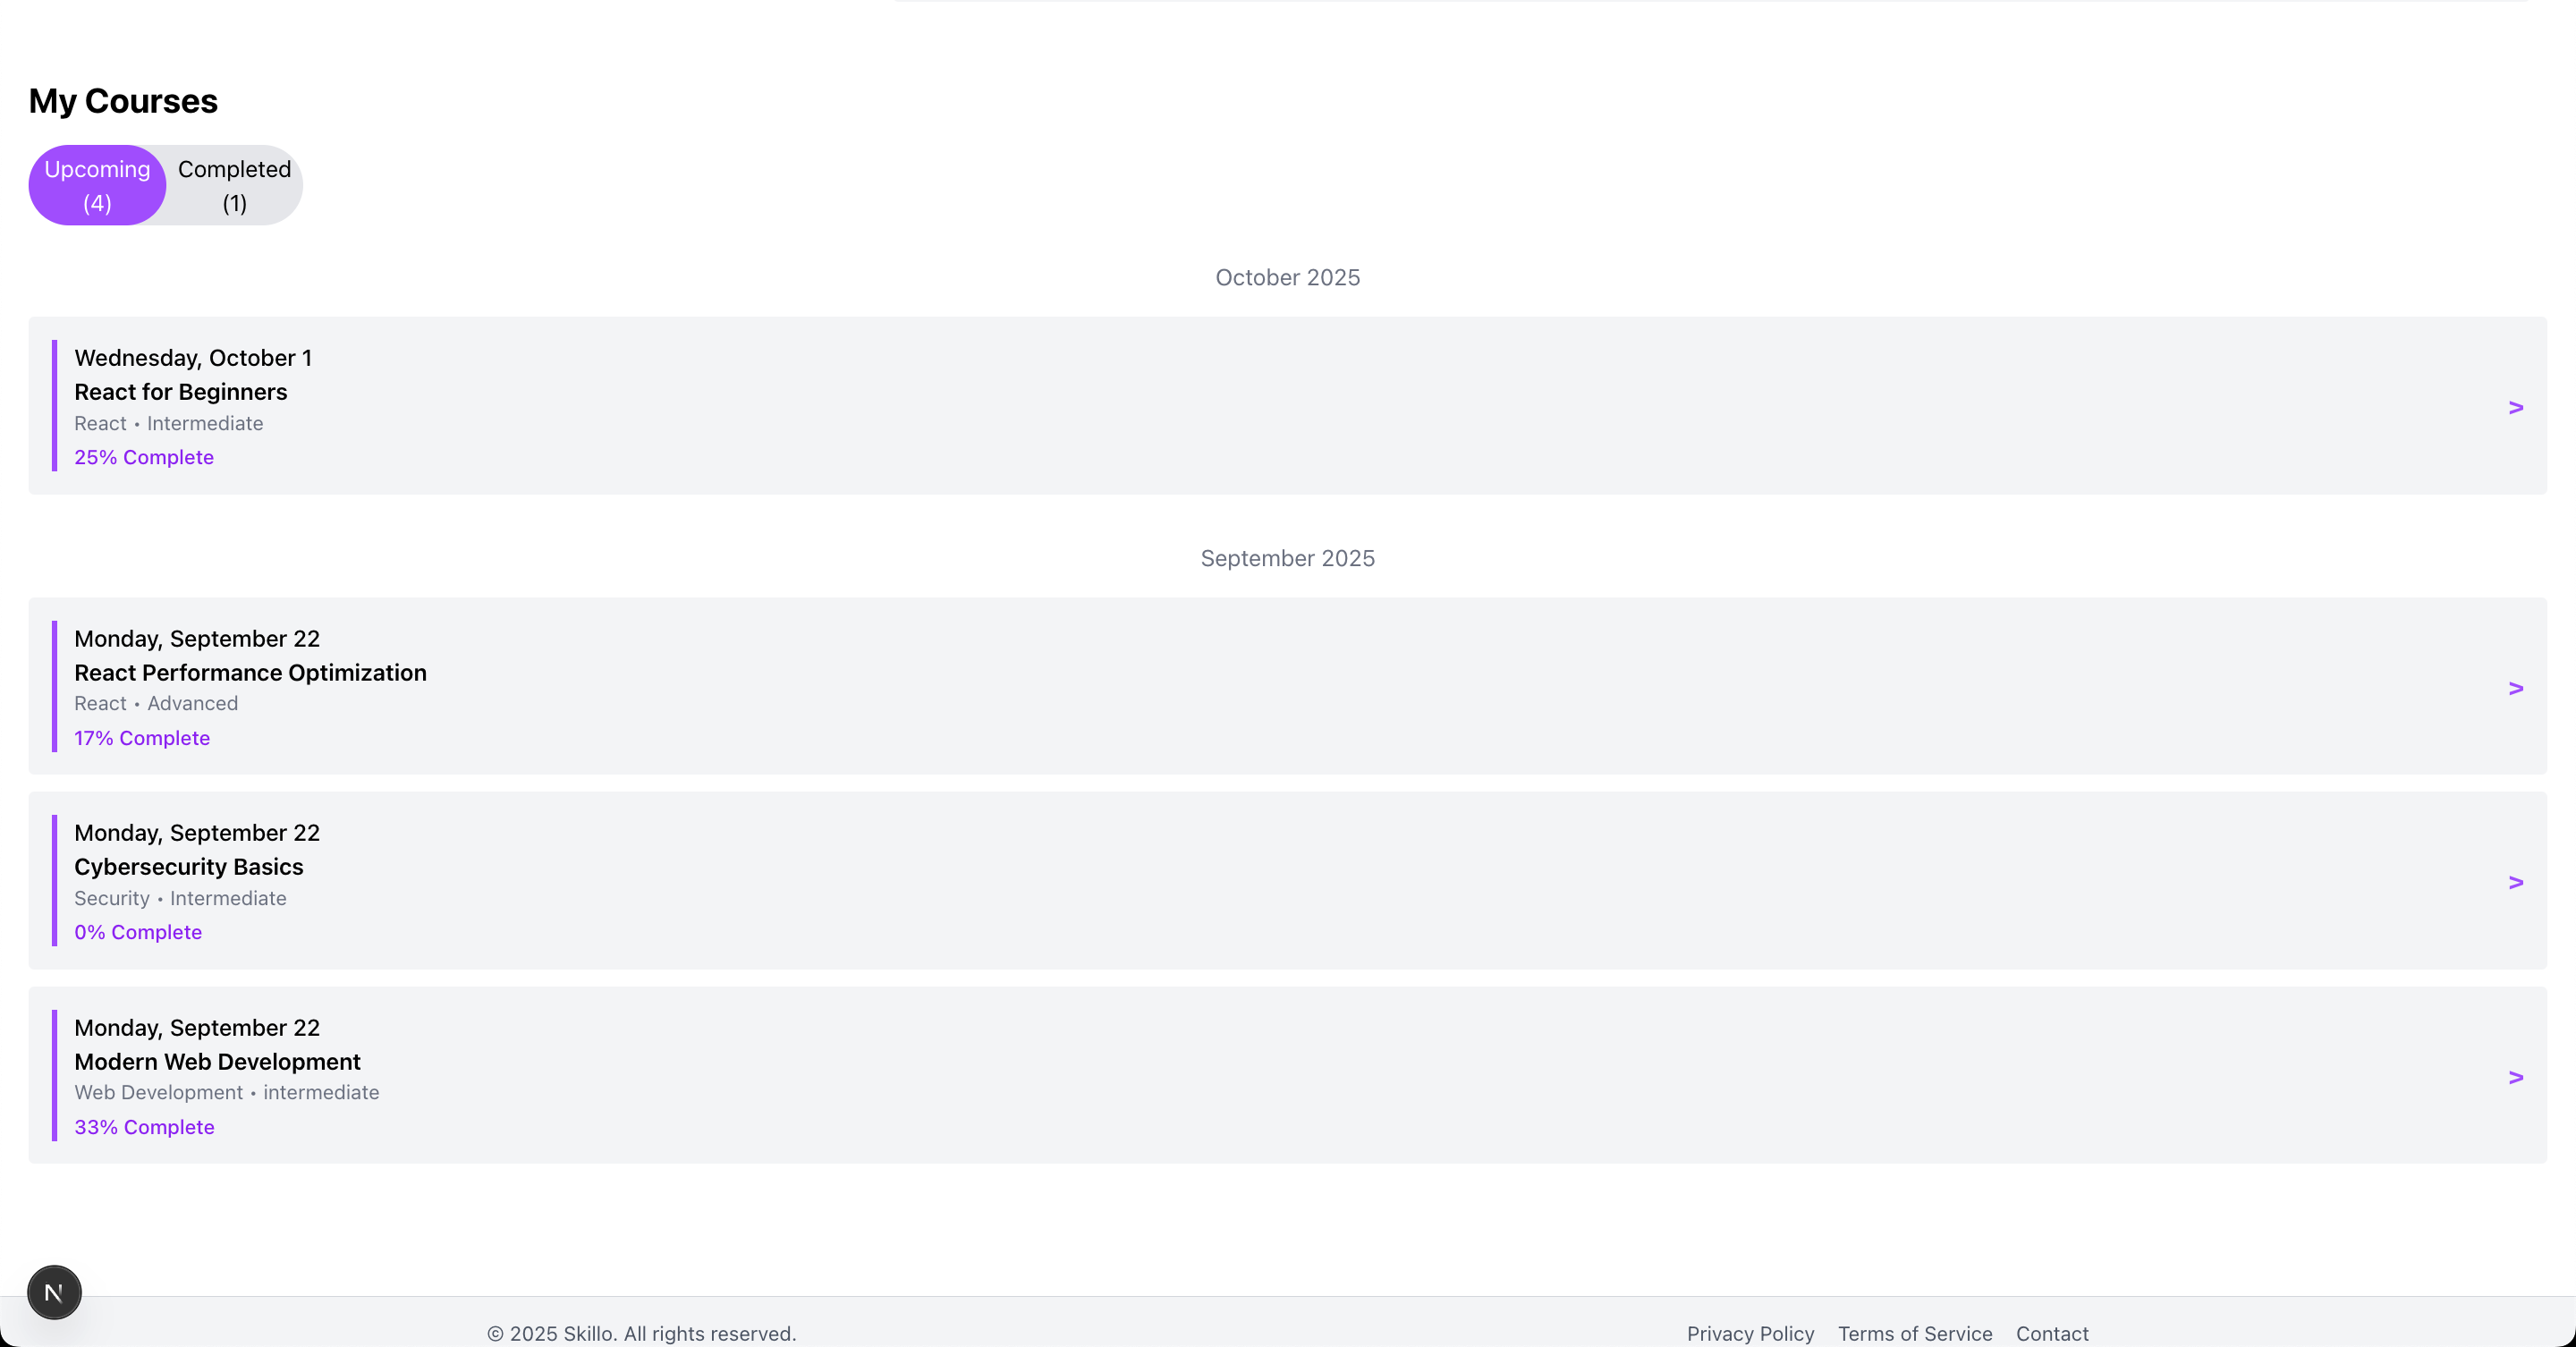 My Courses
Upcoming
(4)
Completed
(1)
October 2025
Wednesday, October 1
React for Beginners
React • Intermediate
25% Complete
>
September 2025
Monday, September 22
React Performance Optimization
React • Advanced
17% Complete
>
Monday, September 22
Cybersecurity Basics
Security • Intermediate
0% Complete
>
Monday, September 22
Modern Web Development
Web Development • intermediate
33% Complete
>
N
© 2025 Skillo. All rights reserved.
Privacy Policy Terms of Service Contact